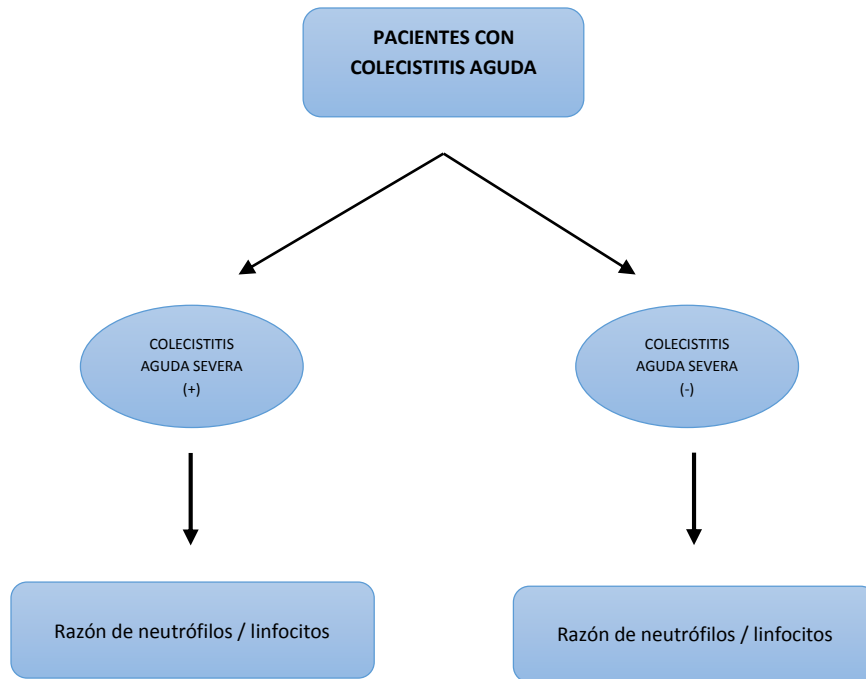 PACIENTES CON
COLECISTITIS AGUDA
COLECISTITIS
AGUDA SEVERA
(+)
COLECISTITIS
AGUDA SEVERA
(-)
Razón de neutrófilos / linfocitos
Razón de neutrófilos / linfocitos